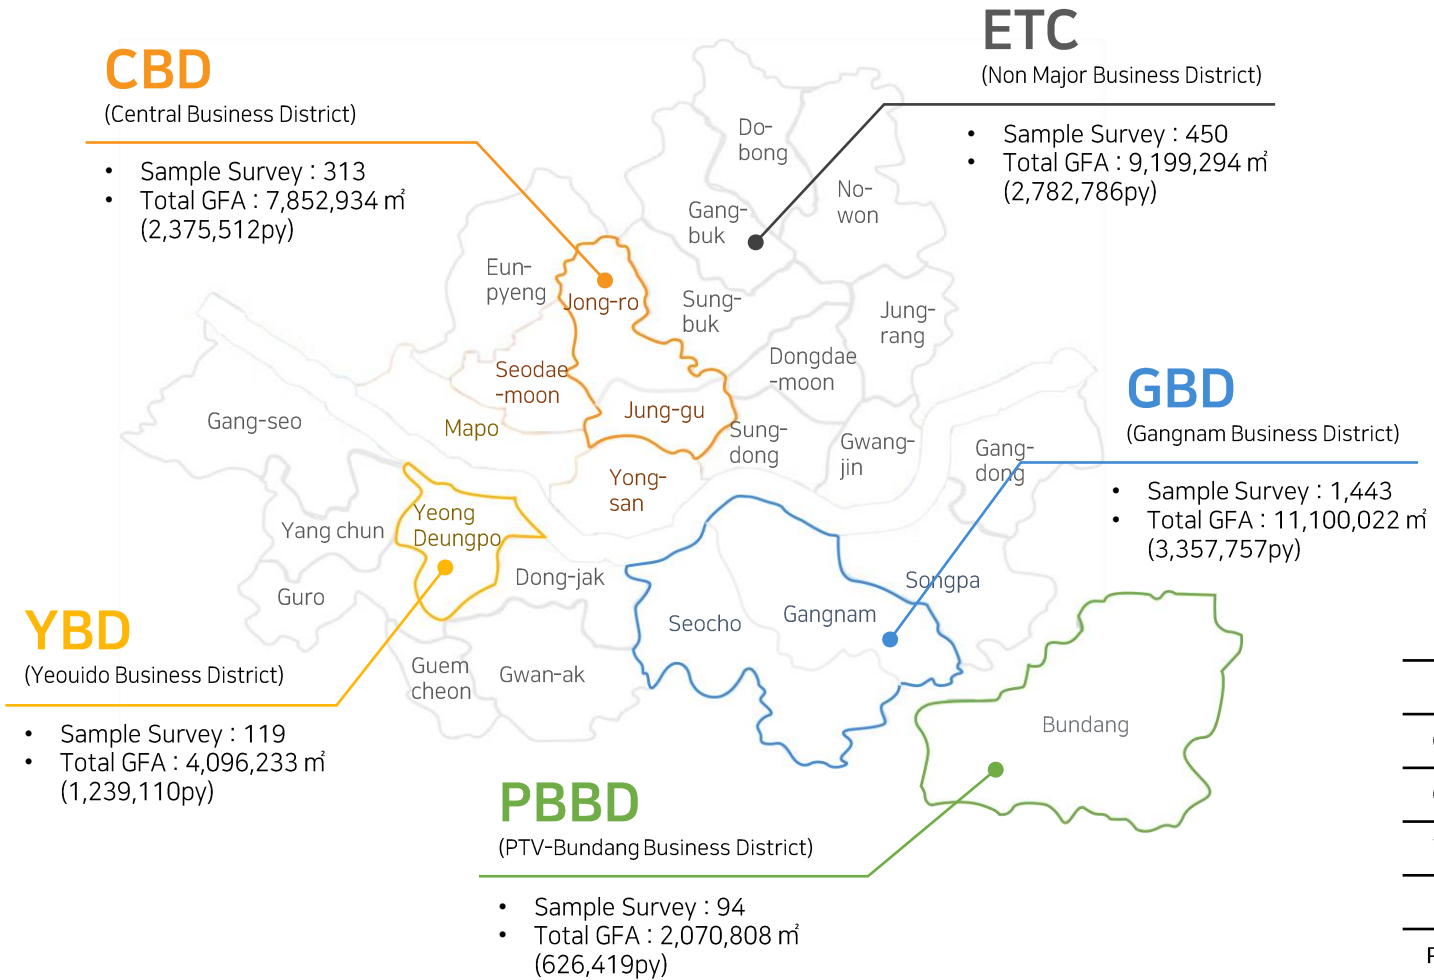 ETC
(Non Major Business District)
• Sample Survey : 450
• Total GFA : 9,199,294 ㎡
(2,782,786py)
CBD
(Central Business District)
• Sample Survey : 313
• Total GFA : 7,852,934 ㎡
(2,375,512py)
Do-
bong
No-
won
Gang-
buk
Eun-
pyeng
Jong-ro
Sung-
buk
Jung-
rang
Dongdae
-moon
Seodae
-moon
Jung-gu
Gang-seo
Mapo
Sung-
dong
Gwang-
jin
Gang-
dong
Yong-
san
GBD
(Gangnam Business District)
• Sample Survey : 1,443
• Total GFA : 11,100,022 ㎡
(3,357,757py)
Yang chun
Yeong
Deungpo
Dong-jak
Guro
Songpa
Seocho
Gangnam
Guem
cheon
Gwan-ak
Bundang
YBD
(Yeouido Business District)
• Sample Survey : 119
• Total GFA : 4,096,233 ㎡
(1,239,110py)
PBBD
(PTV-Bundang Business District)
• Sample Survey : 94
• Total GFA : 2,070,808 ㎡
(626,419py)